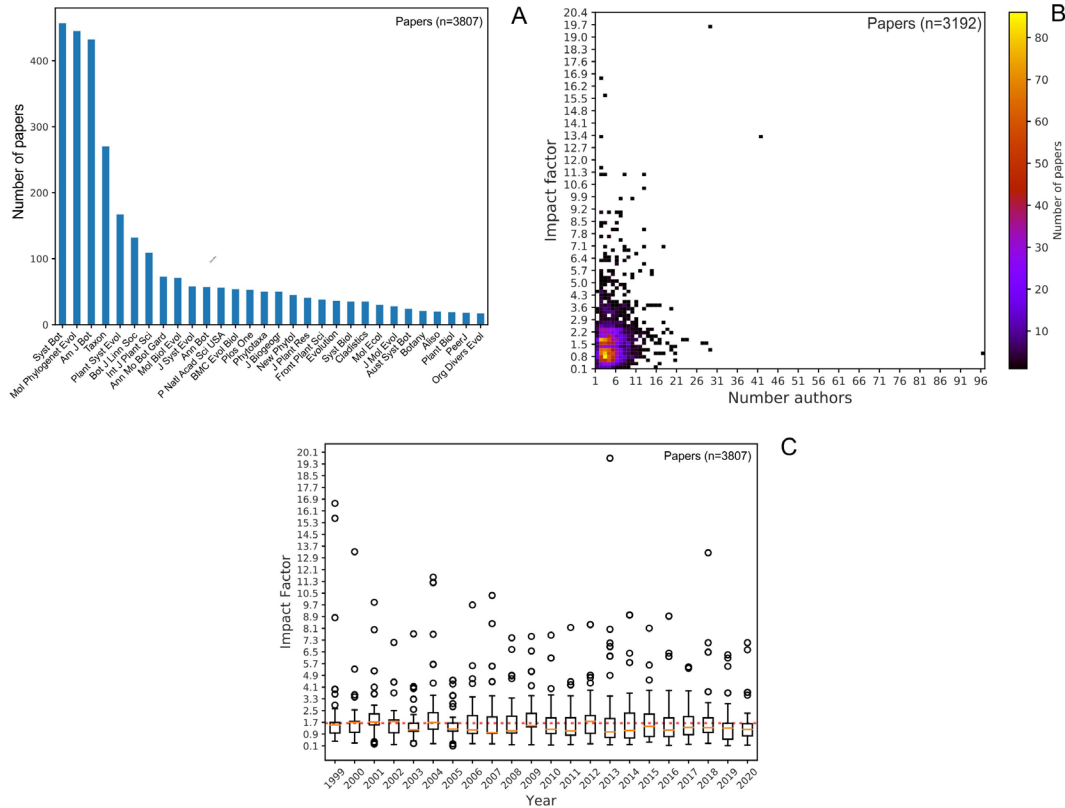 A
Papers (n=3807)
Number of papers
400
300
200
100
0
Syst Bot
Mol Phylogenet Evol
Am J Bot
Taxon
Plant Syst Evol
Bot J Linn Soc
Int J Plant Sci
Ann Mo Bot Gard
Mol Biol Evol
J Syst Evol
Ann Bot
P Natl Acad Sci USA
BMC Evol Biol
Plos One
Phytotaxa
J Biogeogr
New Phytol
J Plant Res
Front Plant Sci
Evolution
Syst Biol
Cladistics
Mol Ecol
J Mol Evol
Aust Syst Bot
Botany
Aliso
Plant Biol
PeerJ
Org Divers Evol
B
Papers (n=3192)
Impact factor
20.4
19.7
19.0
18.3
17.6
16.9
16.2
15.5
14.8
14.1
13.4
12.7
12.0
11.3
10.6
9.9
9.2
8.5
7.8
7.1
6.4
5.7
5.0
4.3
3.6
2.9
2.2
1.5
0.8
0.1
1 6 11 16 21 26 31 36 41 46 51 56 61 66 71 76 81 86 91 96
Number authors
80
70
60
50
40
30
20
10
Number of papers
C
Papers (n=3807)
Impact Factor
20.1
19.3
18.5
17.7
16.9
16.1
15.3
14.5
13.7
12.9
12.1
11.3
10.5
9.7
8.9
8.1
7.3
6.5
5.7
4.9
4.1
3.3
2.5
1.7
0.9
0.1
1999 2000 2001 2002 2003 2004 2005 2006 2007 2008 2009 2010 2011 2012 2013 2014 2015 2016 2017 2018 2019 2020
Year